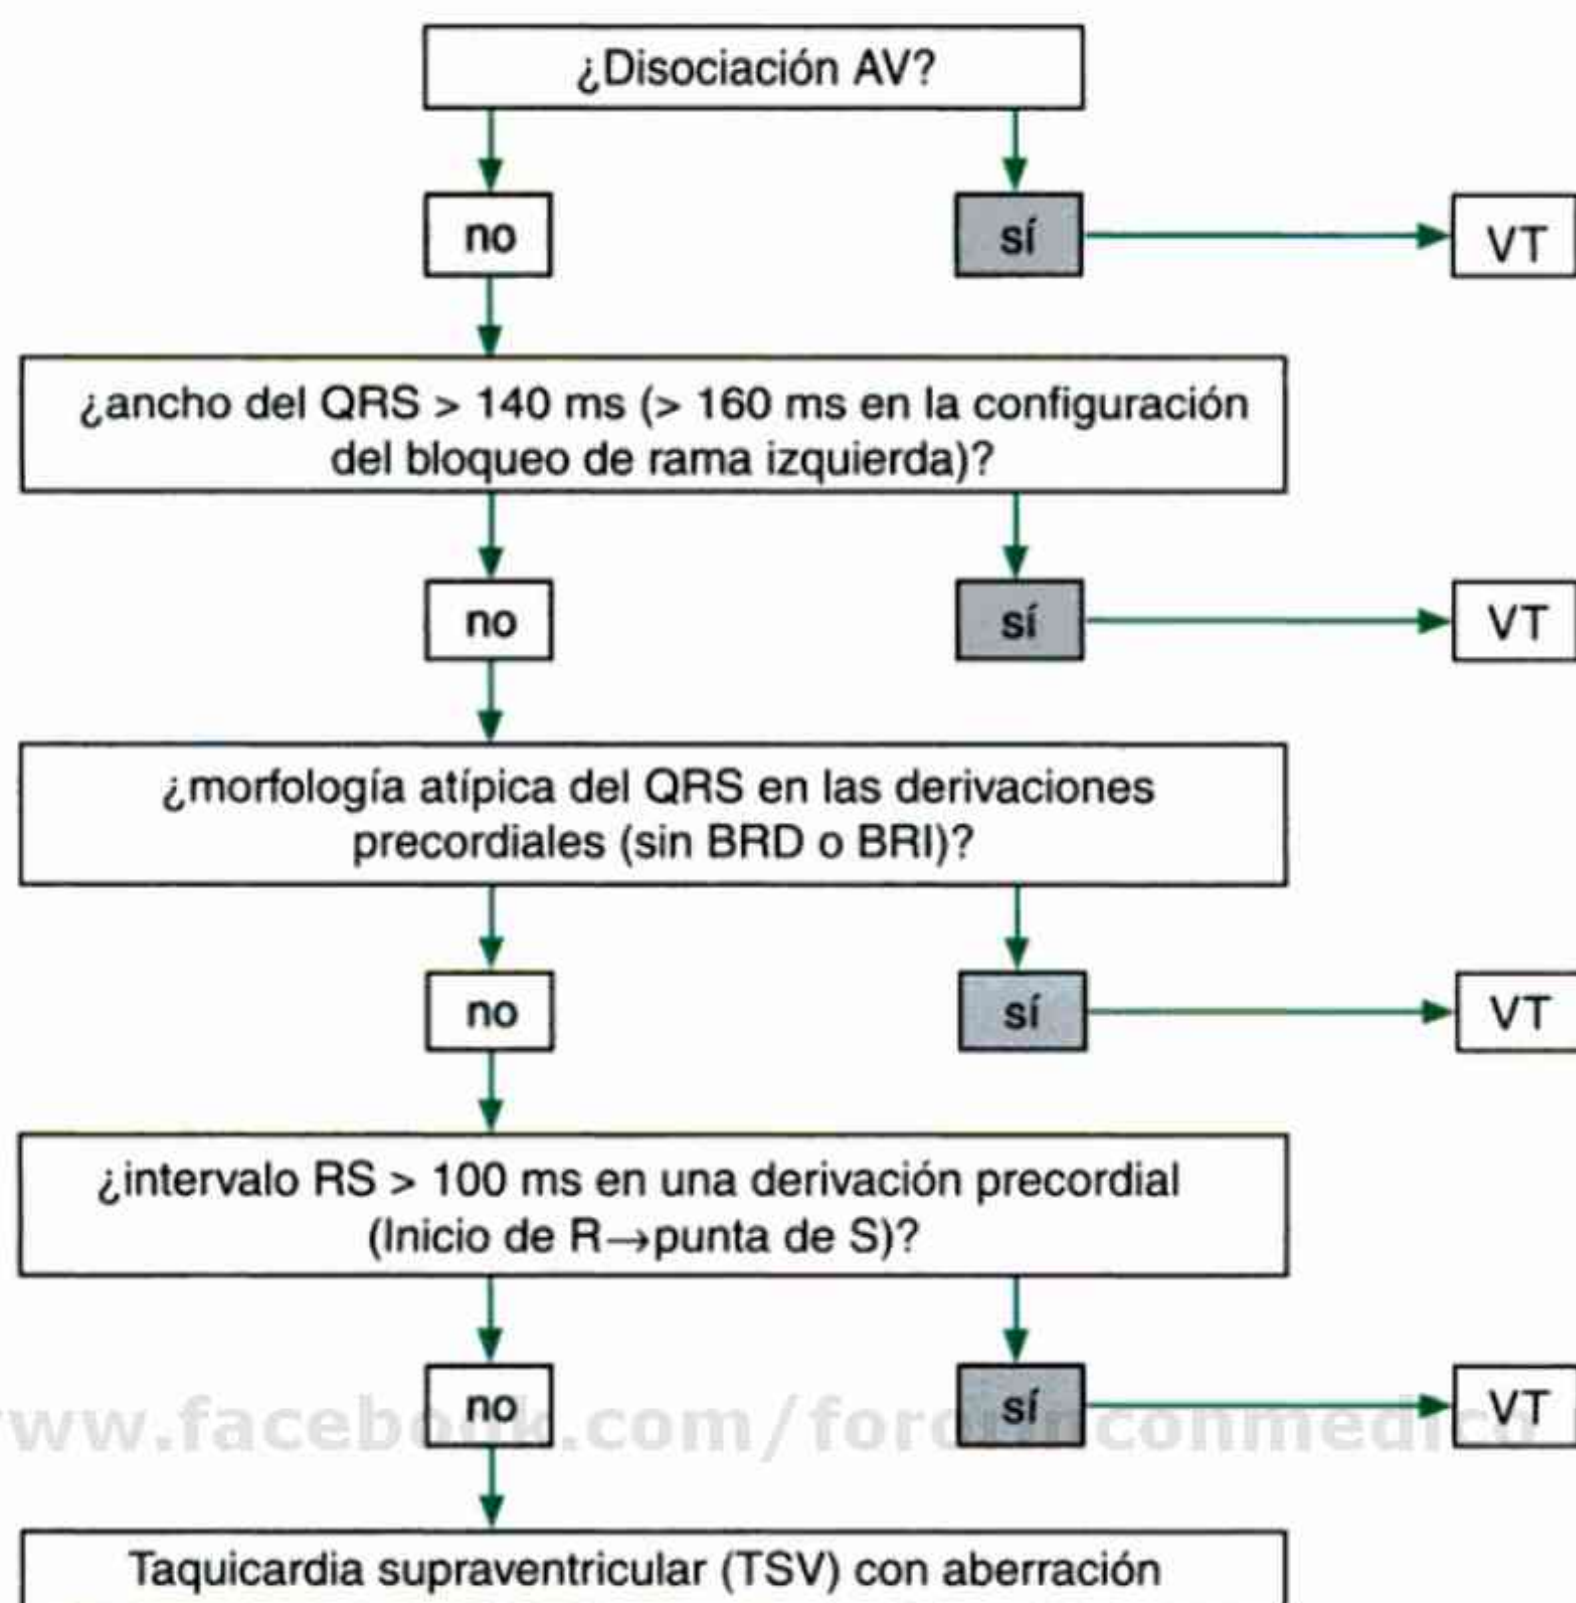 ¿Disociación AV?
no
sí
VT
¿ancho del QRS > 140 ms (> 160 ms en la configuración
del bloqueo de rama izquierda)?
no
sí
VT
¿morfología atípica del QRS en las derivaciones
precordiales (sin BRD o BRI)?
no
sí
VT
¿intervalo RS > 100 ms en una derivación precordial
(Inicio de R→punta de S)?
no
sí
VT
Taquicardia supraventricular (TSV) con aberración